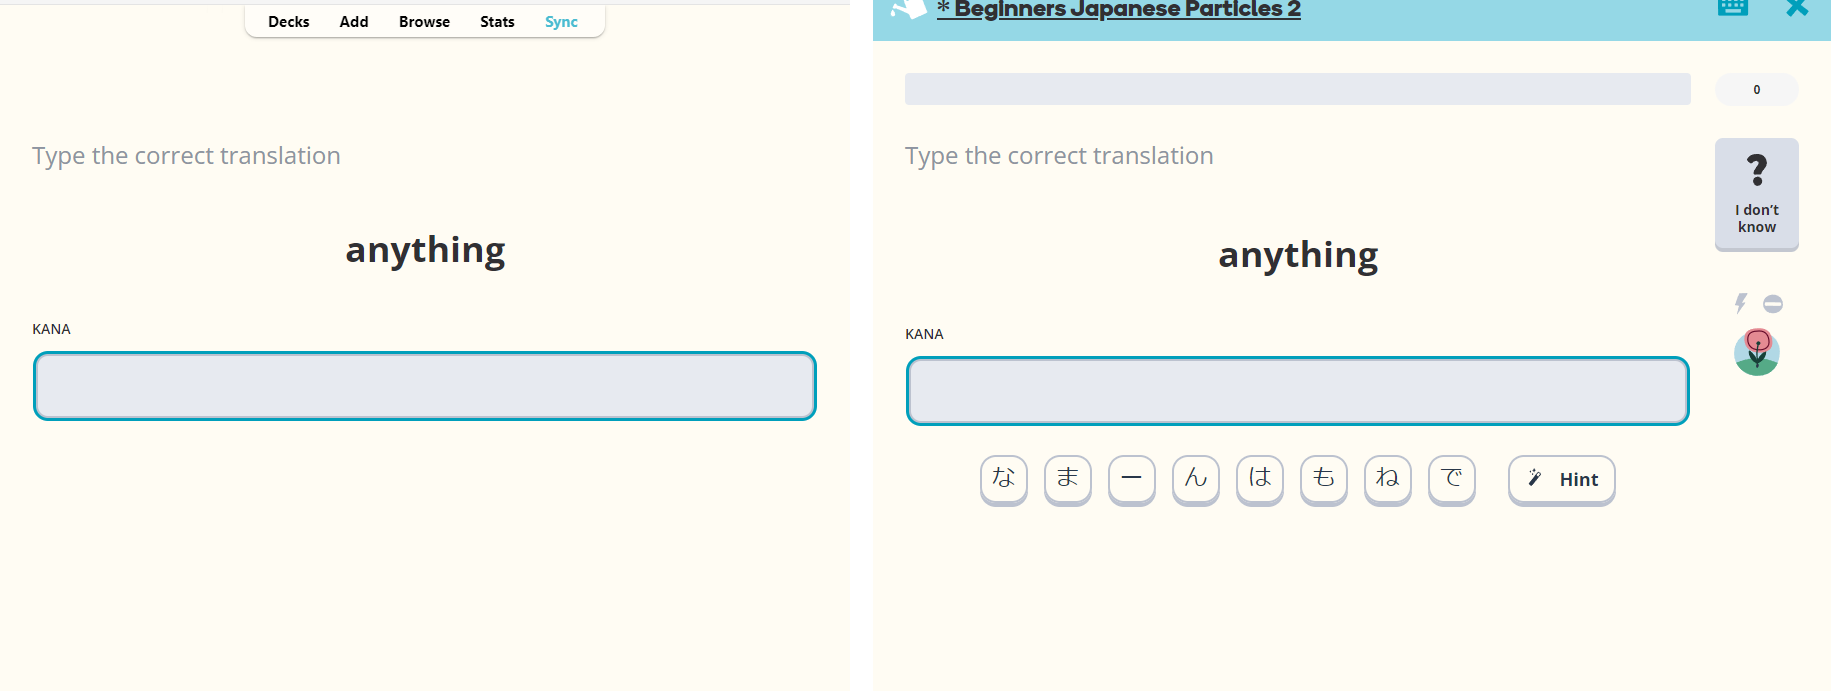 Decks Add Browse Stats Sync
Type the correct translation
anything
KANA
* Beginners Japanese Particles 2
0
Type the correct translation
? I don't know
anything
KANA
な ま ー ん は も ね で Hint